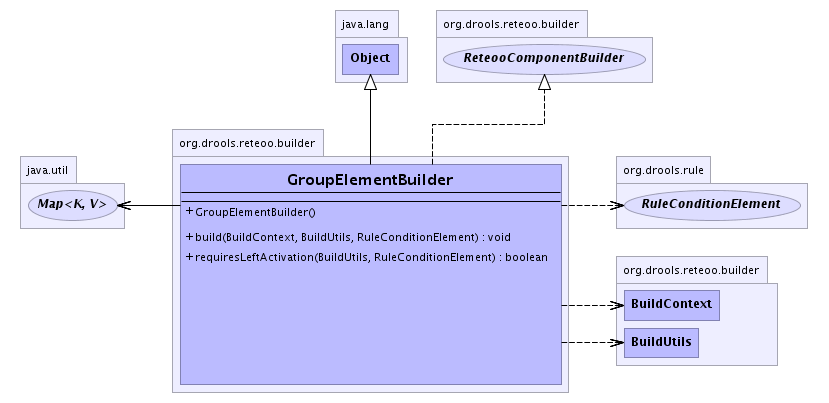 java.lang
Object
org.drools.reteoo.builder
ReteooComponentBuilder
org.drools.reteoo.builder
GroupElementBuilder
+ GroupElementBuilder()
+ build(BuildContext, BuildUtils, RuleConditionElement) : void
+ requiresLeftActivation(BuildUtils, RuleConditionElement) : boolean
java.util
Map<K, V>
org.drools.rule
RuleConditionElement
org.drools.reteoo.builder
BuildContext
BuildUtils